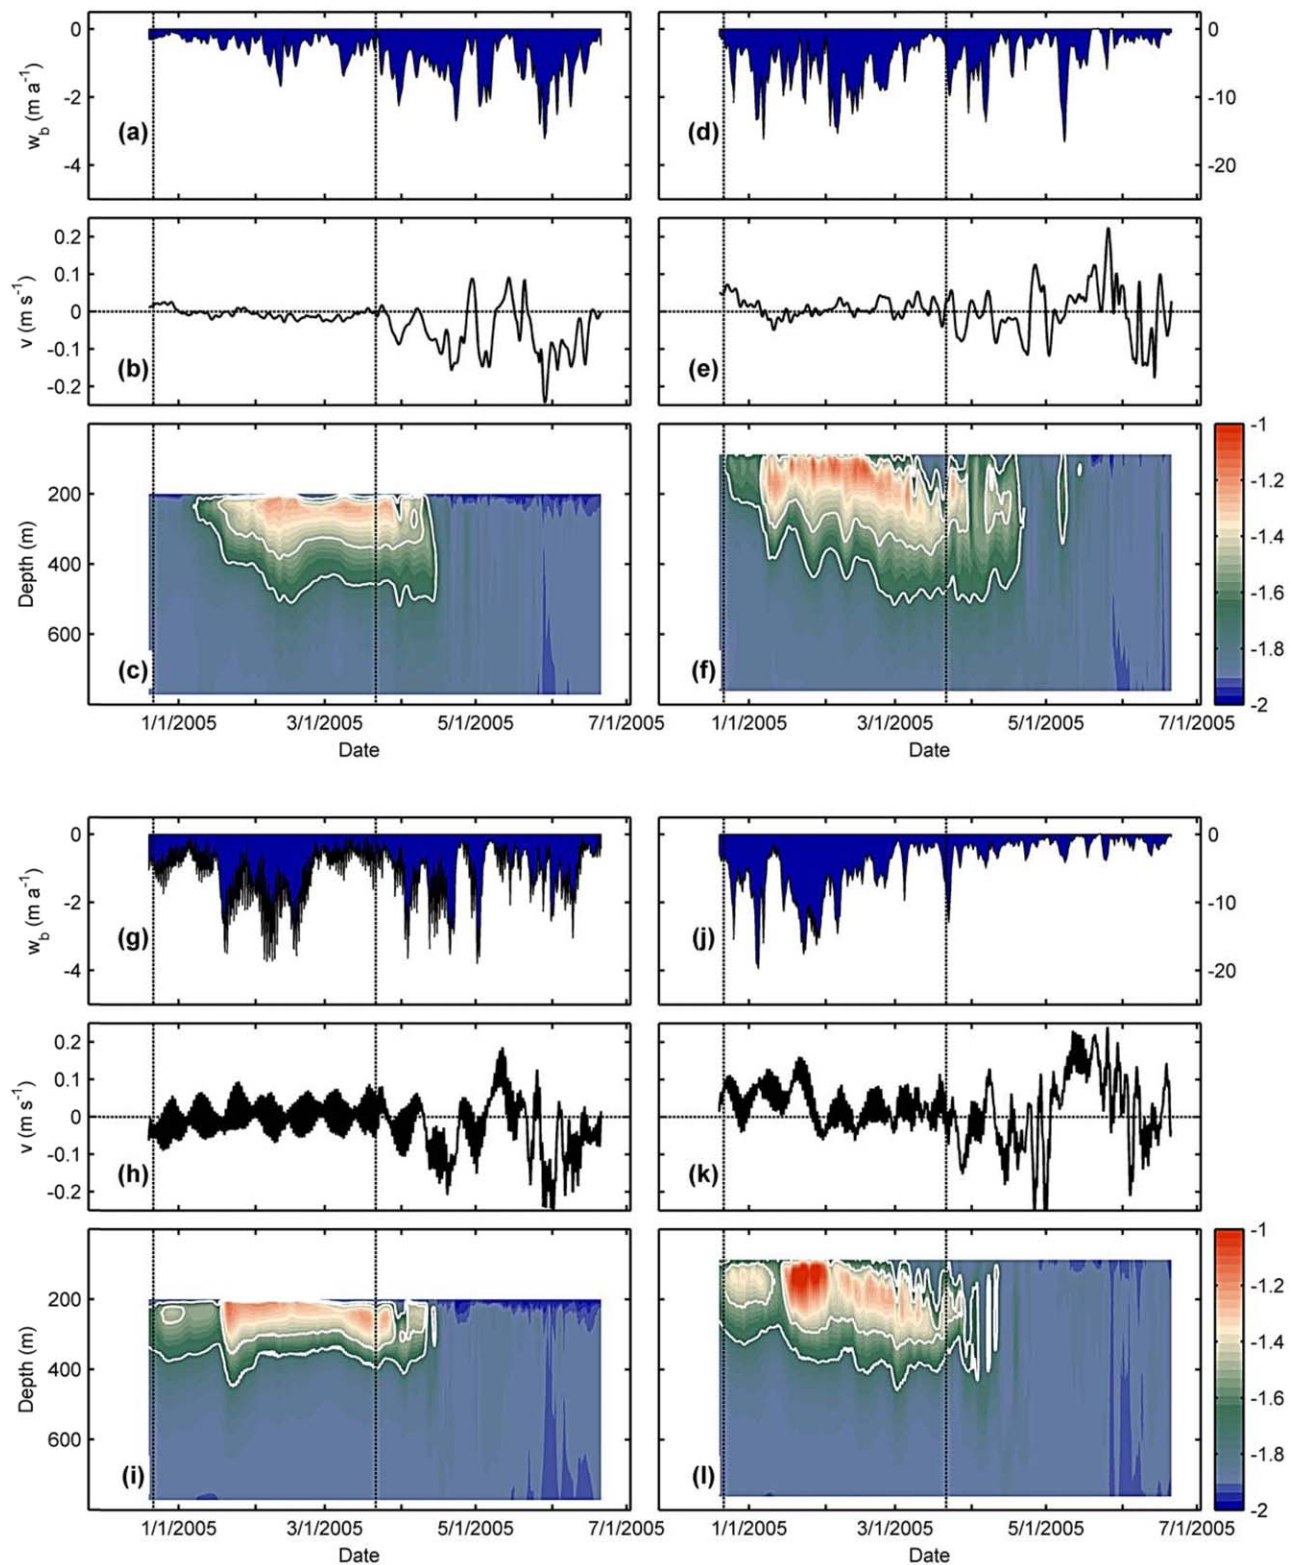 0
-2
-4
w_b (m a⁻¹)
(a)
(d)
0
-10
-20
0.2
0.1
0
-0.1
-0.2
v (m s⁻¹)
(b)
(e)
200
400
600
Depth (m)
(c)
(f)
-1
-1.2
-1.4
-1.6
-1.8
-2
1/1/2005 3/1/2005 5/1/2005 7/1/2005
1/1/2005 3/1/2005 5/1/2005 7/1/2005
Date
Date
0
-2
-4
w_b (m a⁻¹)
(g)
(j)
0
-10
-20
0.2
0.1
0
-0.1
-0.2
v (m s⁻¹)
(h)
(k)
200
400
600
Depth (m)
(i)
(l)
-1
-1.2
-1.4
-1.6
-1.8
-2
1/1/2005 3/1/2005 5/1/2005 7/1/2005
1/1/2005 3/1/2005 5/1/2005 7/1/2005
Date
Date